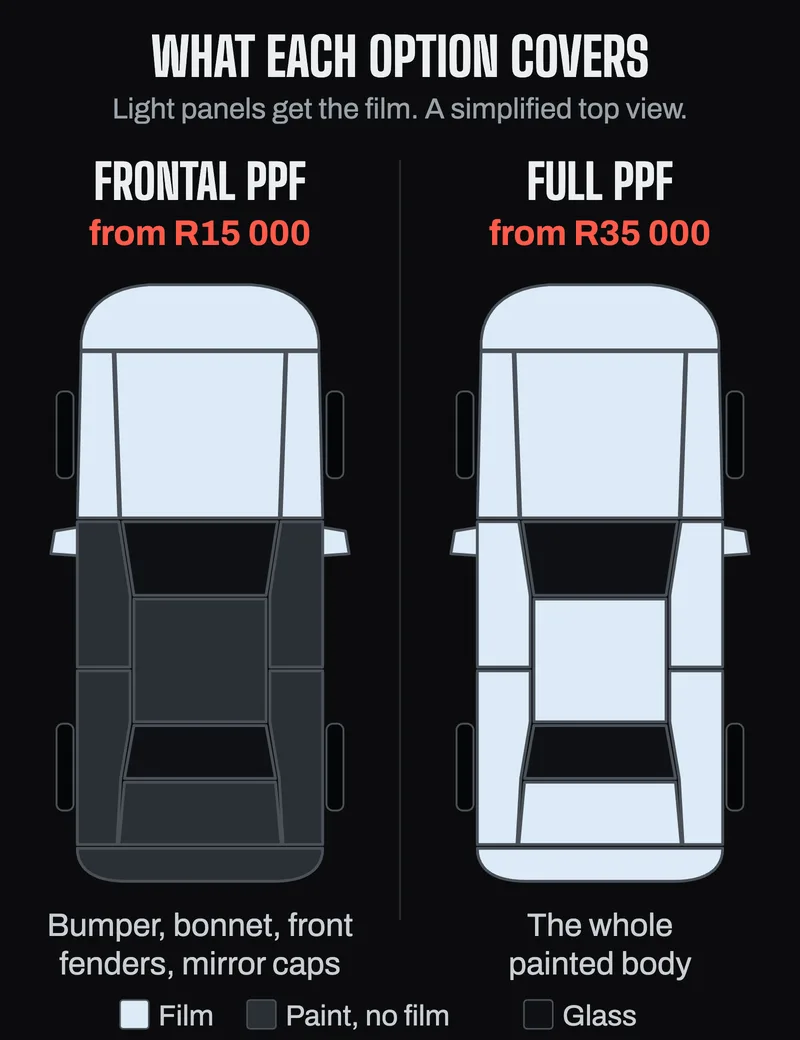 WHAT EACH OPTION COVERS
Light panels get the film. A simplified top view.
FRONTAL PPF
from R15 000
FULL PPF
from R35 000
Bumper, bonnet, front
fenders, mirror caps
The whole
painted body
Film
Paint, no film
Glass